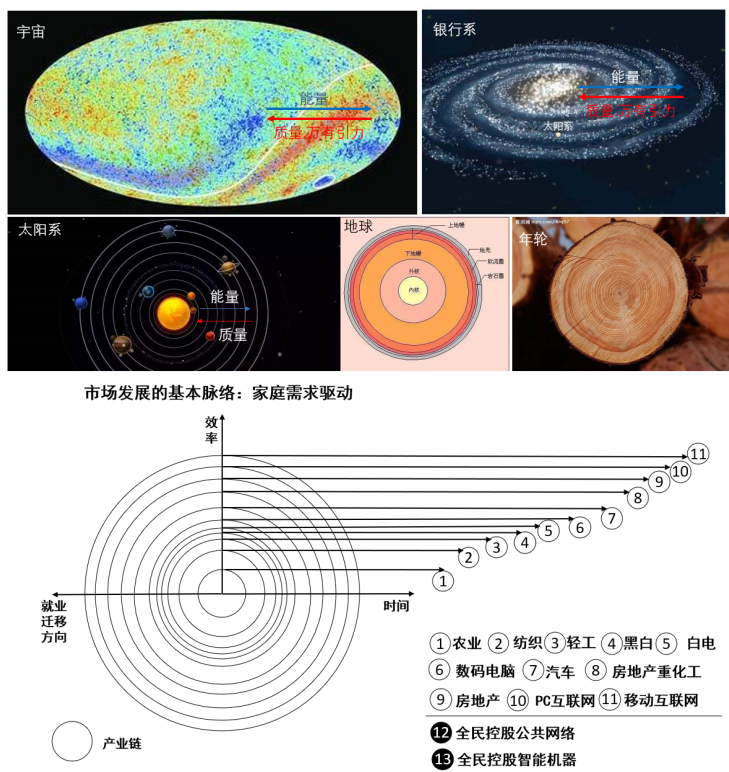 宇宙
能量
质量:万有引力
银行系
能量
质量:万有引力
太阳系
太阳系
能量
质量
地球
上地幔
下地幔
地壳
外核
软流圈
内核
岩石圈
年轮
市场发展的基本脉络：家庭需求驱动
效率
11
10
9
8
7
6
5
4
3
2
1
就业迁移方向
时间
1 农业 2 纺织 3 轻工 4 黑白 5 白电
6 数码电脑 7 汽车 8 房地产重化工
9 房地产 10 PC互联网 11 移动互联网
产业链
12 全民控股公共网络
13 全民控股智能机器